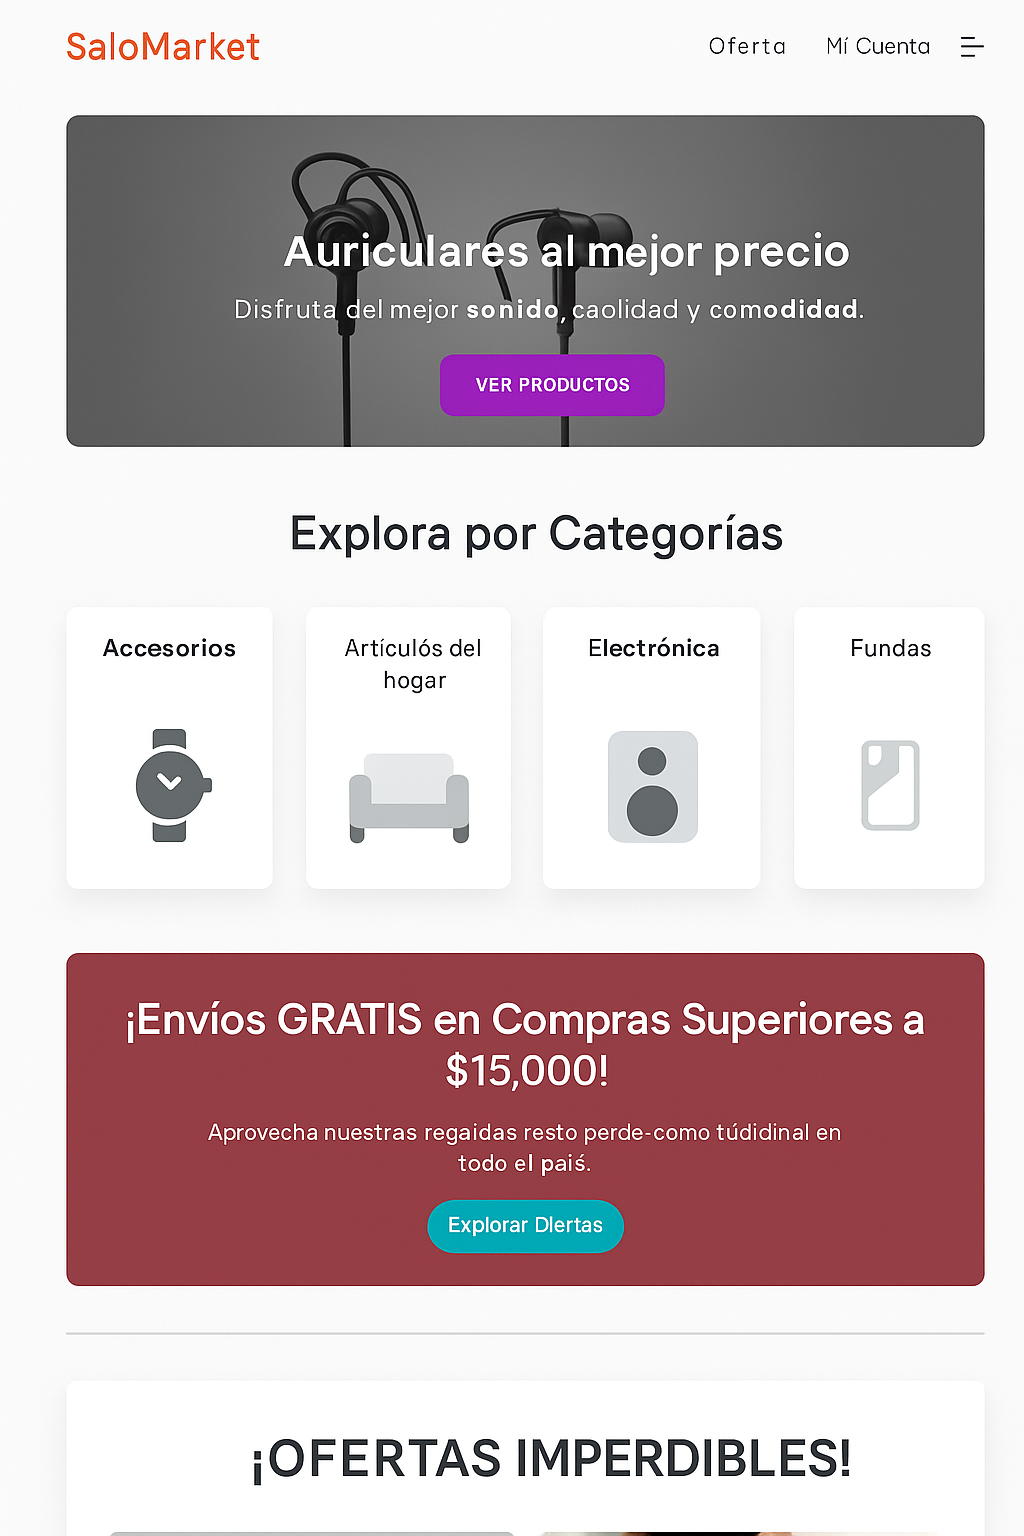 SaloMarket
Oferta
Mí Cuenta
Auriculares al mejor precio
Disfruta del mejor sonido, caolidad y comodidad.
VER PRODUCTOS
Explora por Categorías
Accesorios
Artículós del
hogar
Electrónica
Fundas
¡Envíos GRATIS en Compras Superiores a
$15,000!
Aprovecha nuestras regaidas resto perde-como túdidinal en
todo el paiś.
Explorar Dlertas
¡OFERTAS IMPERDIBLES!